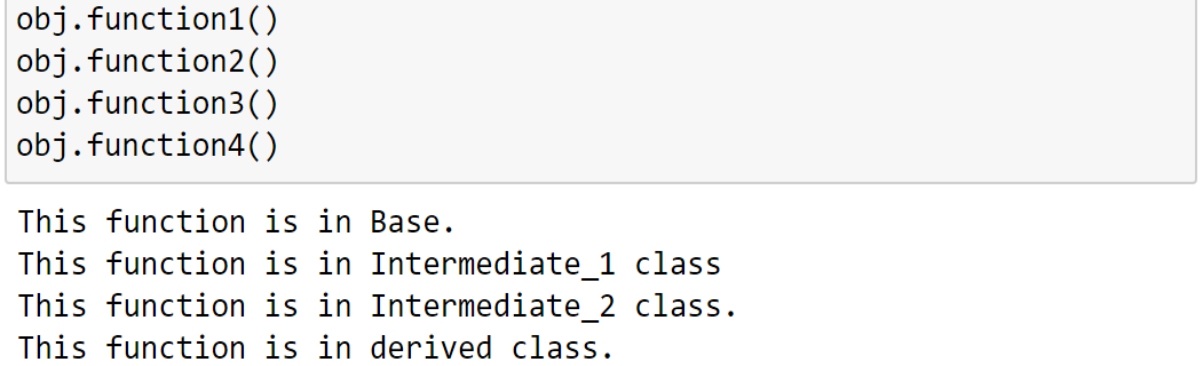 obj.function1()
obj.function2()
obj.function3()
obj.function4()
This function is in Base.
This function is in Intermediate_1 class
This function is in Intermediate_2 class.
This function is in derived class.